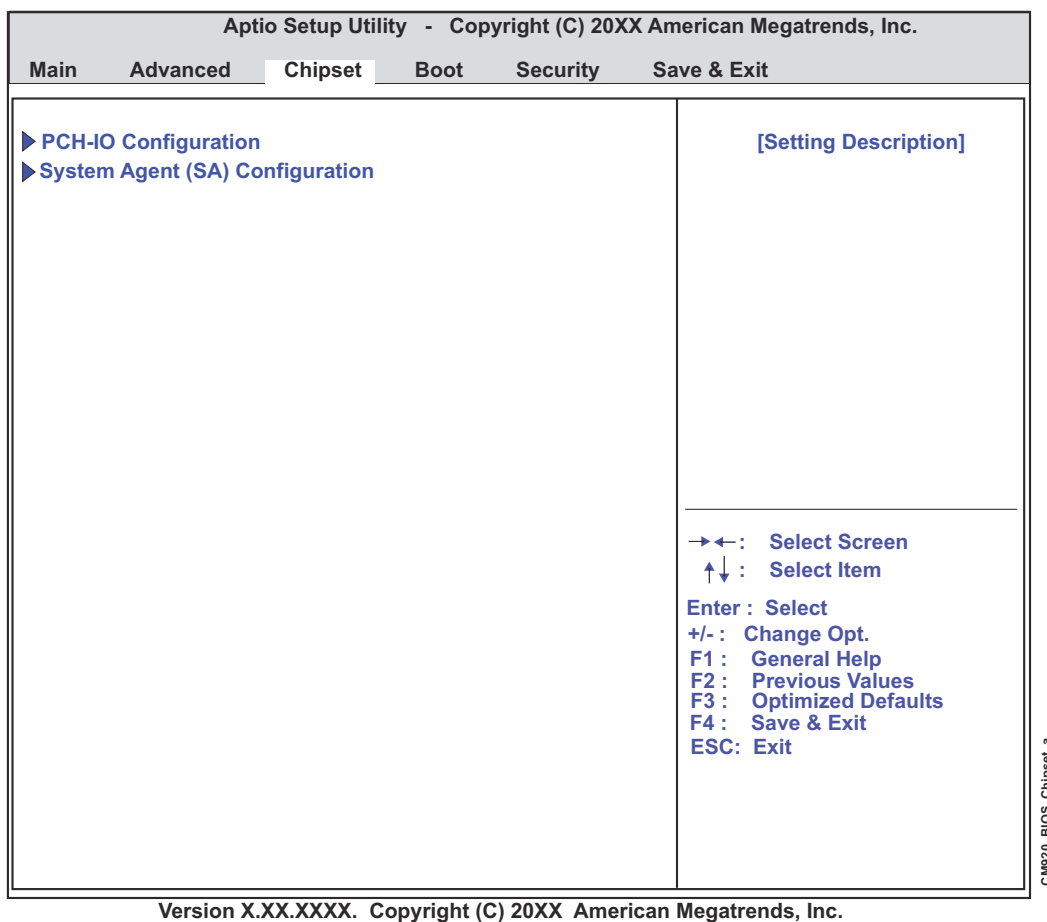 Aptio Setup Utility - Copyright (C) 20XX American Megatrends, Inc.
Main Advanced Chipset Boot Security Save & Exit
PCH-IO Configuration
System Agent (SA) Configuration
[Setting Description]
→←: Select Screen
↑↓ : Select Item
Enter : Select
+/- : Change Opt.
F1 : General Help
F2 : Previous Values
F3 : Optimized Defaults
F4 : Save & Exit
ESC: Exit
CM920_BIOS_Chipset_a
Version X.XX.XXXX. Copyright (C) 20XX American Megatrends, Inc.